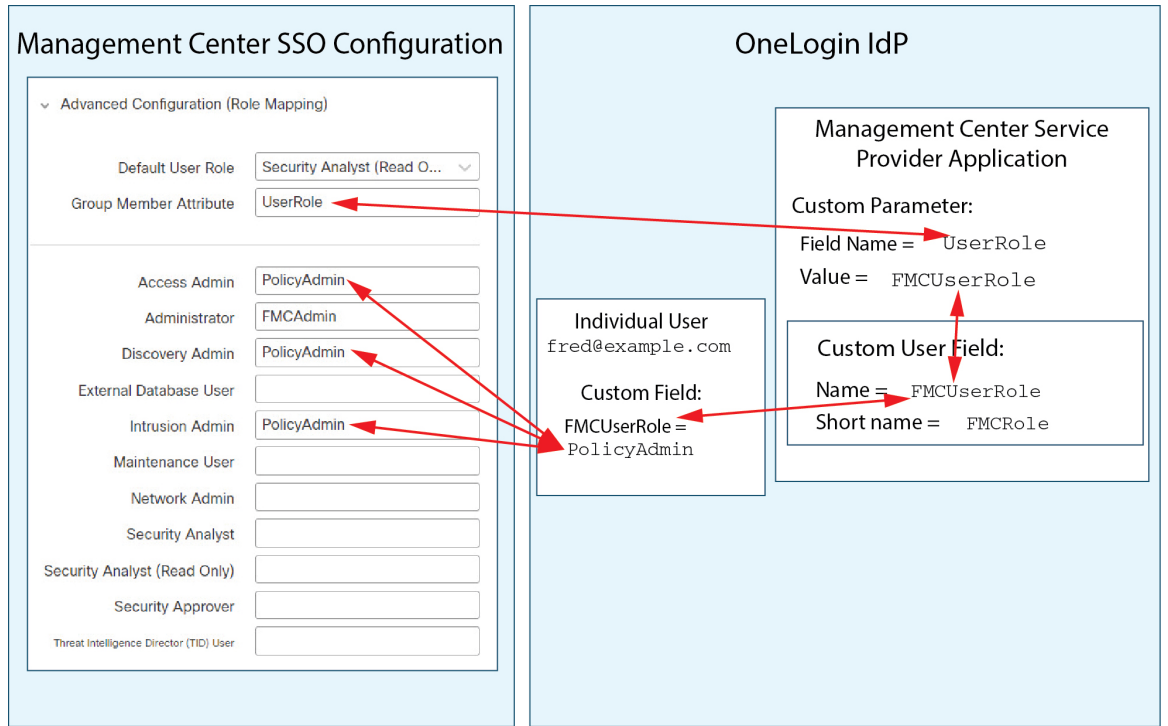 Management Center SSO Configuration
Advanced Configuration (Role Mapping)
Default User Role Security Analyst (Read O...
Group Member Attribute UserRole
Access Admin PolicyAdmin
Administrator FMCAdmin
Discovery Admin PolicyAdmin
External Database User
Intrusion Admin PolicyAdmin
Maintenance User
Network Admin
Security Analyst
Security Analyst (Read Only)
Security Approver
Threat Intelligence Director (TID) User
OneLogin IdP
Individual User
fred@example.com
Custom Field:
FMCUserRole =
PolicyAdmin
Management Center Service
Provider Application
Custom Parameter:
Field Name = UserRole
Value = FMCUserRole
Custom User Field:
Name = FMCUserRole
Short name = FMCRole